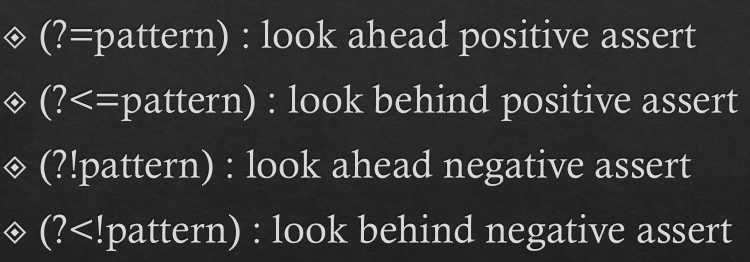 (?=pattern) : look ahead positive assert
(?<=pattern) : look behind positive assert
(?!pattern) : look ahead negative assert
(?<!pattern) : look behind negative assert